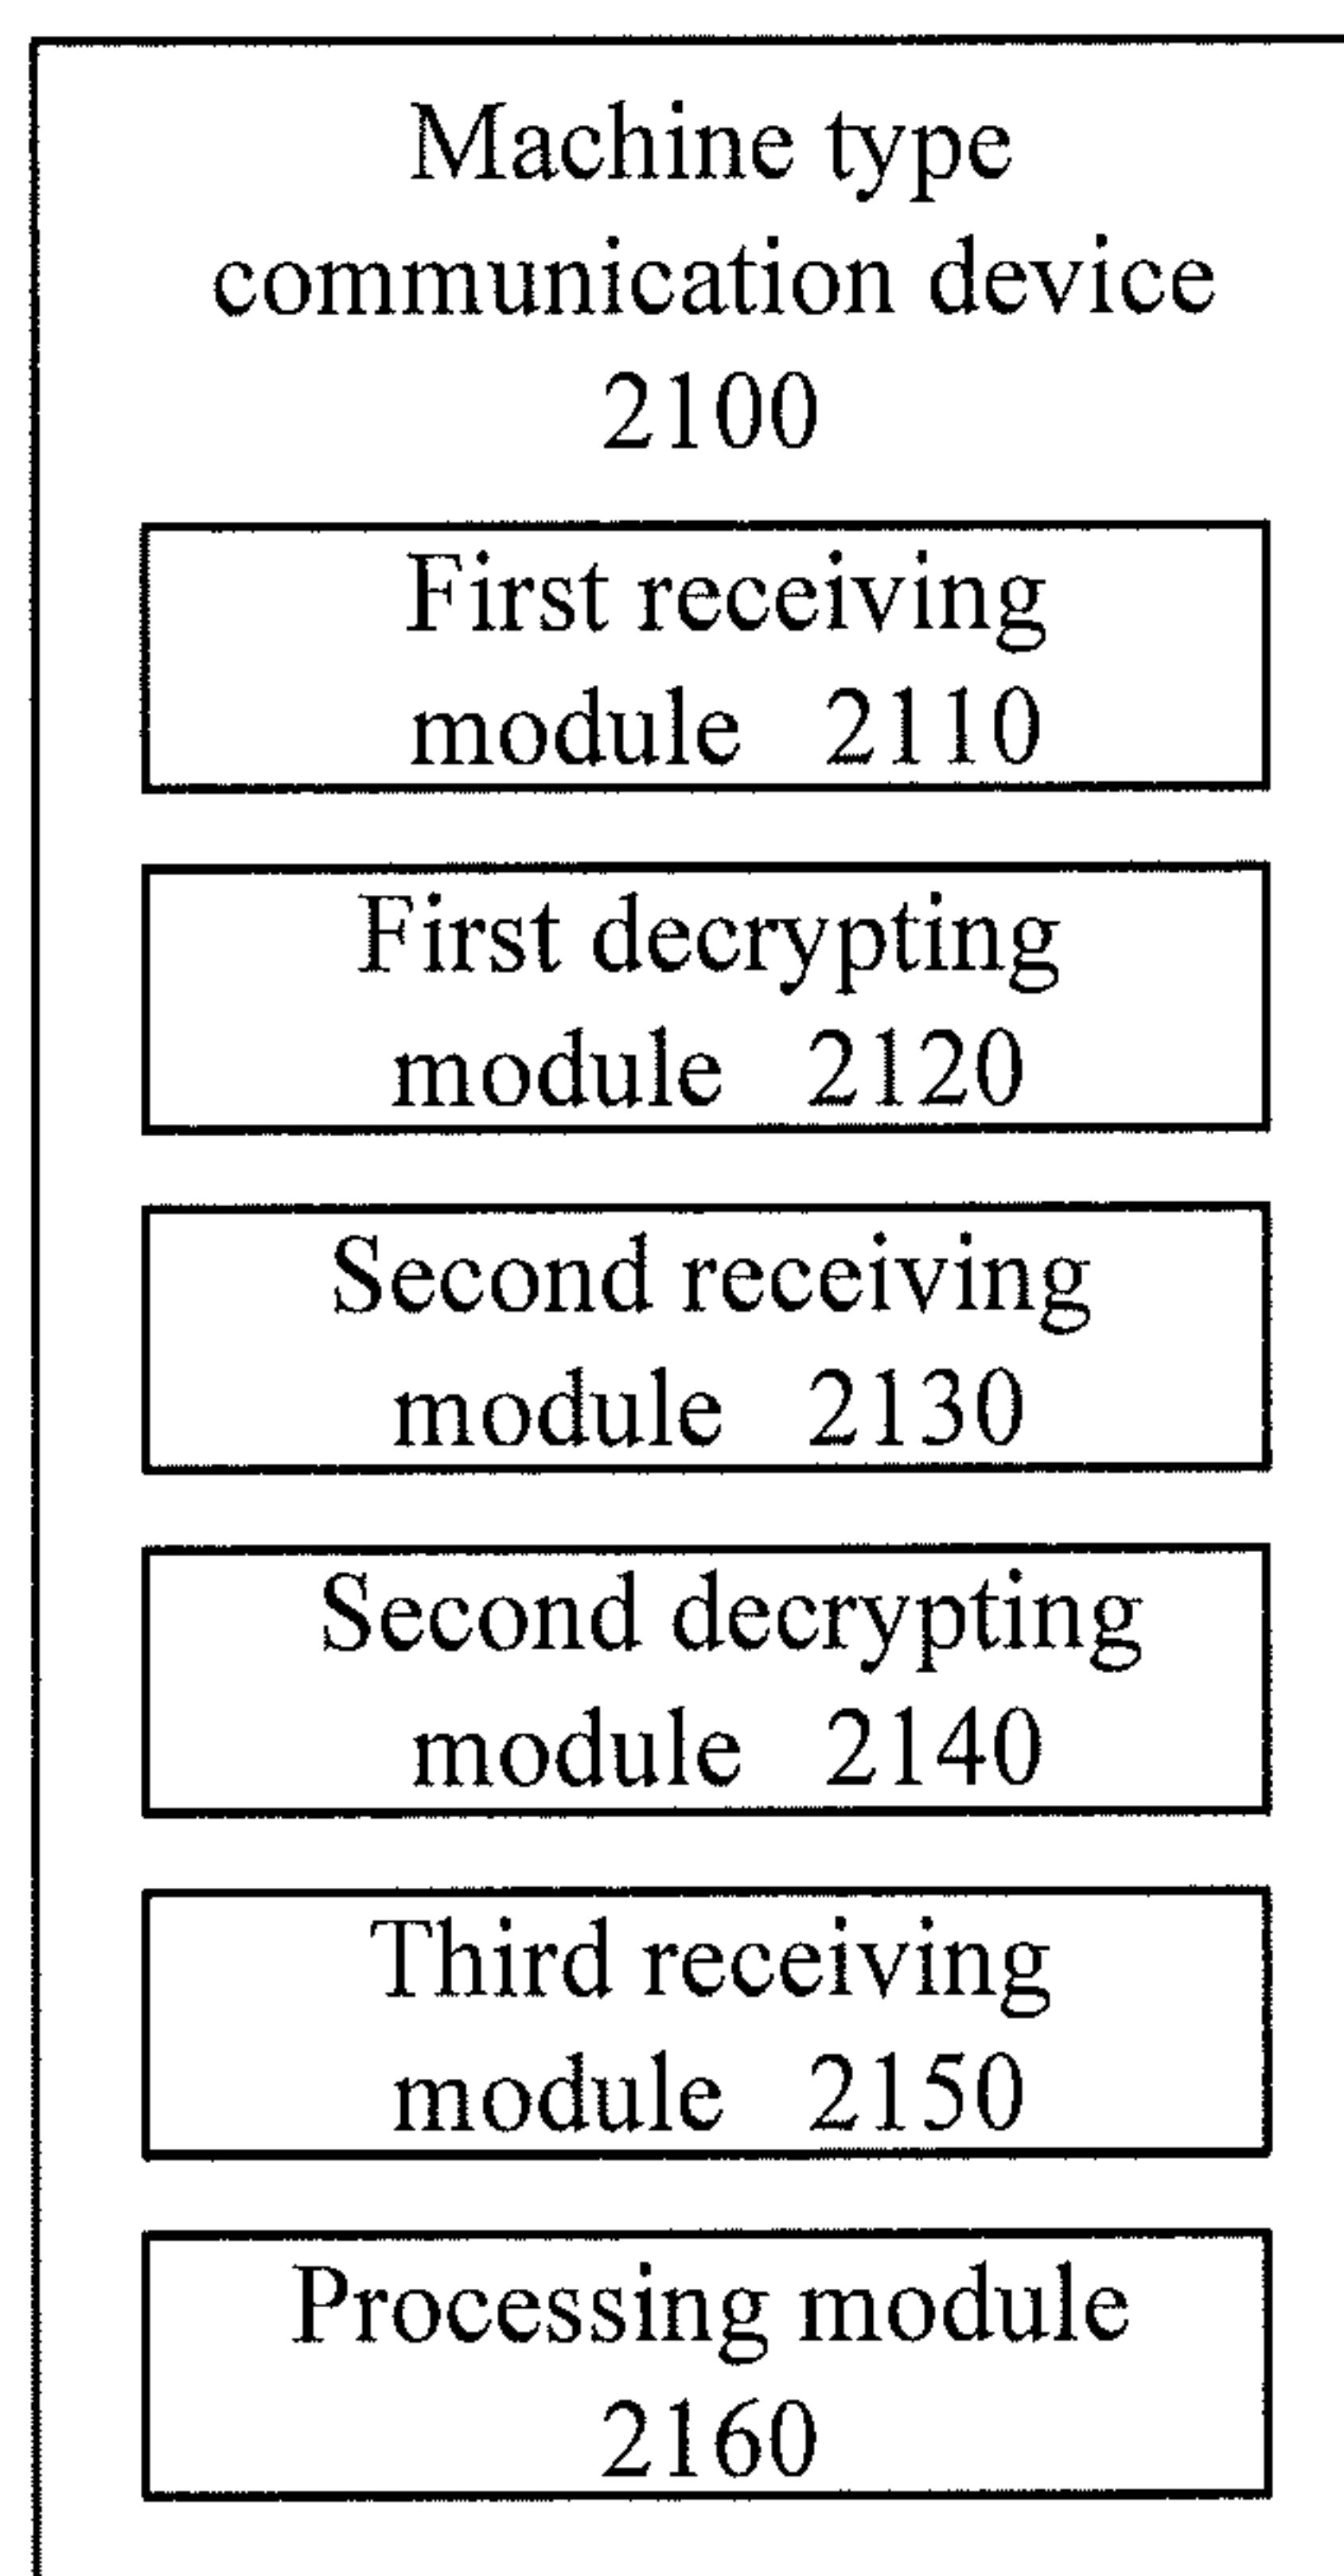 Machine type
communication device
2100
First receiving
module 2110
First decrypting
module 2120
Second receiving
module 2130
Second decrypting
module 2140
Third receiving
module 2150
Processing module
2160